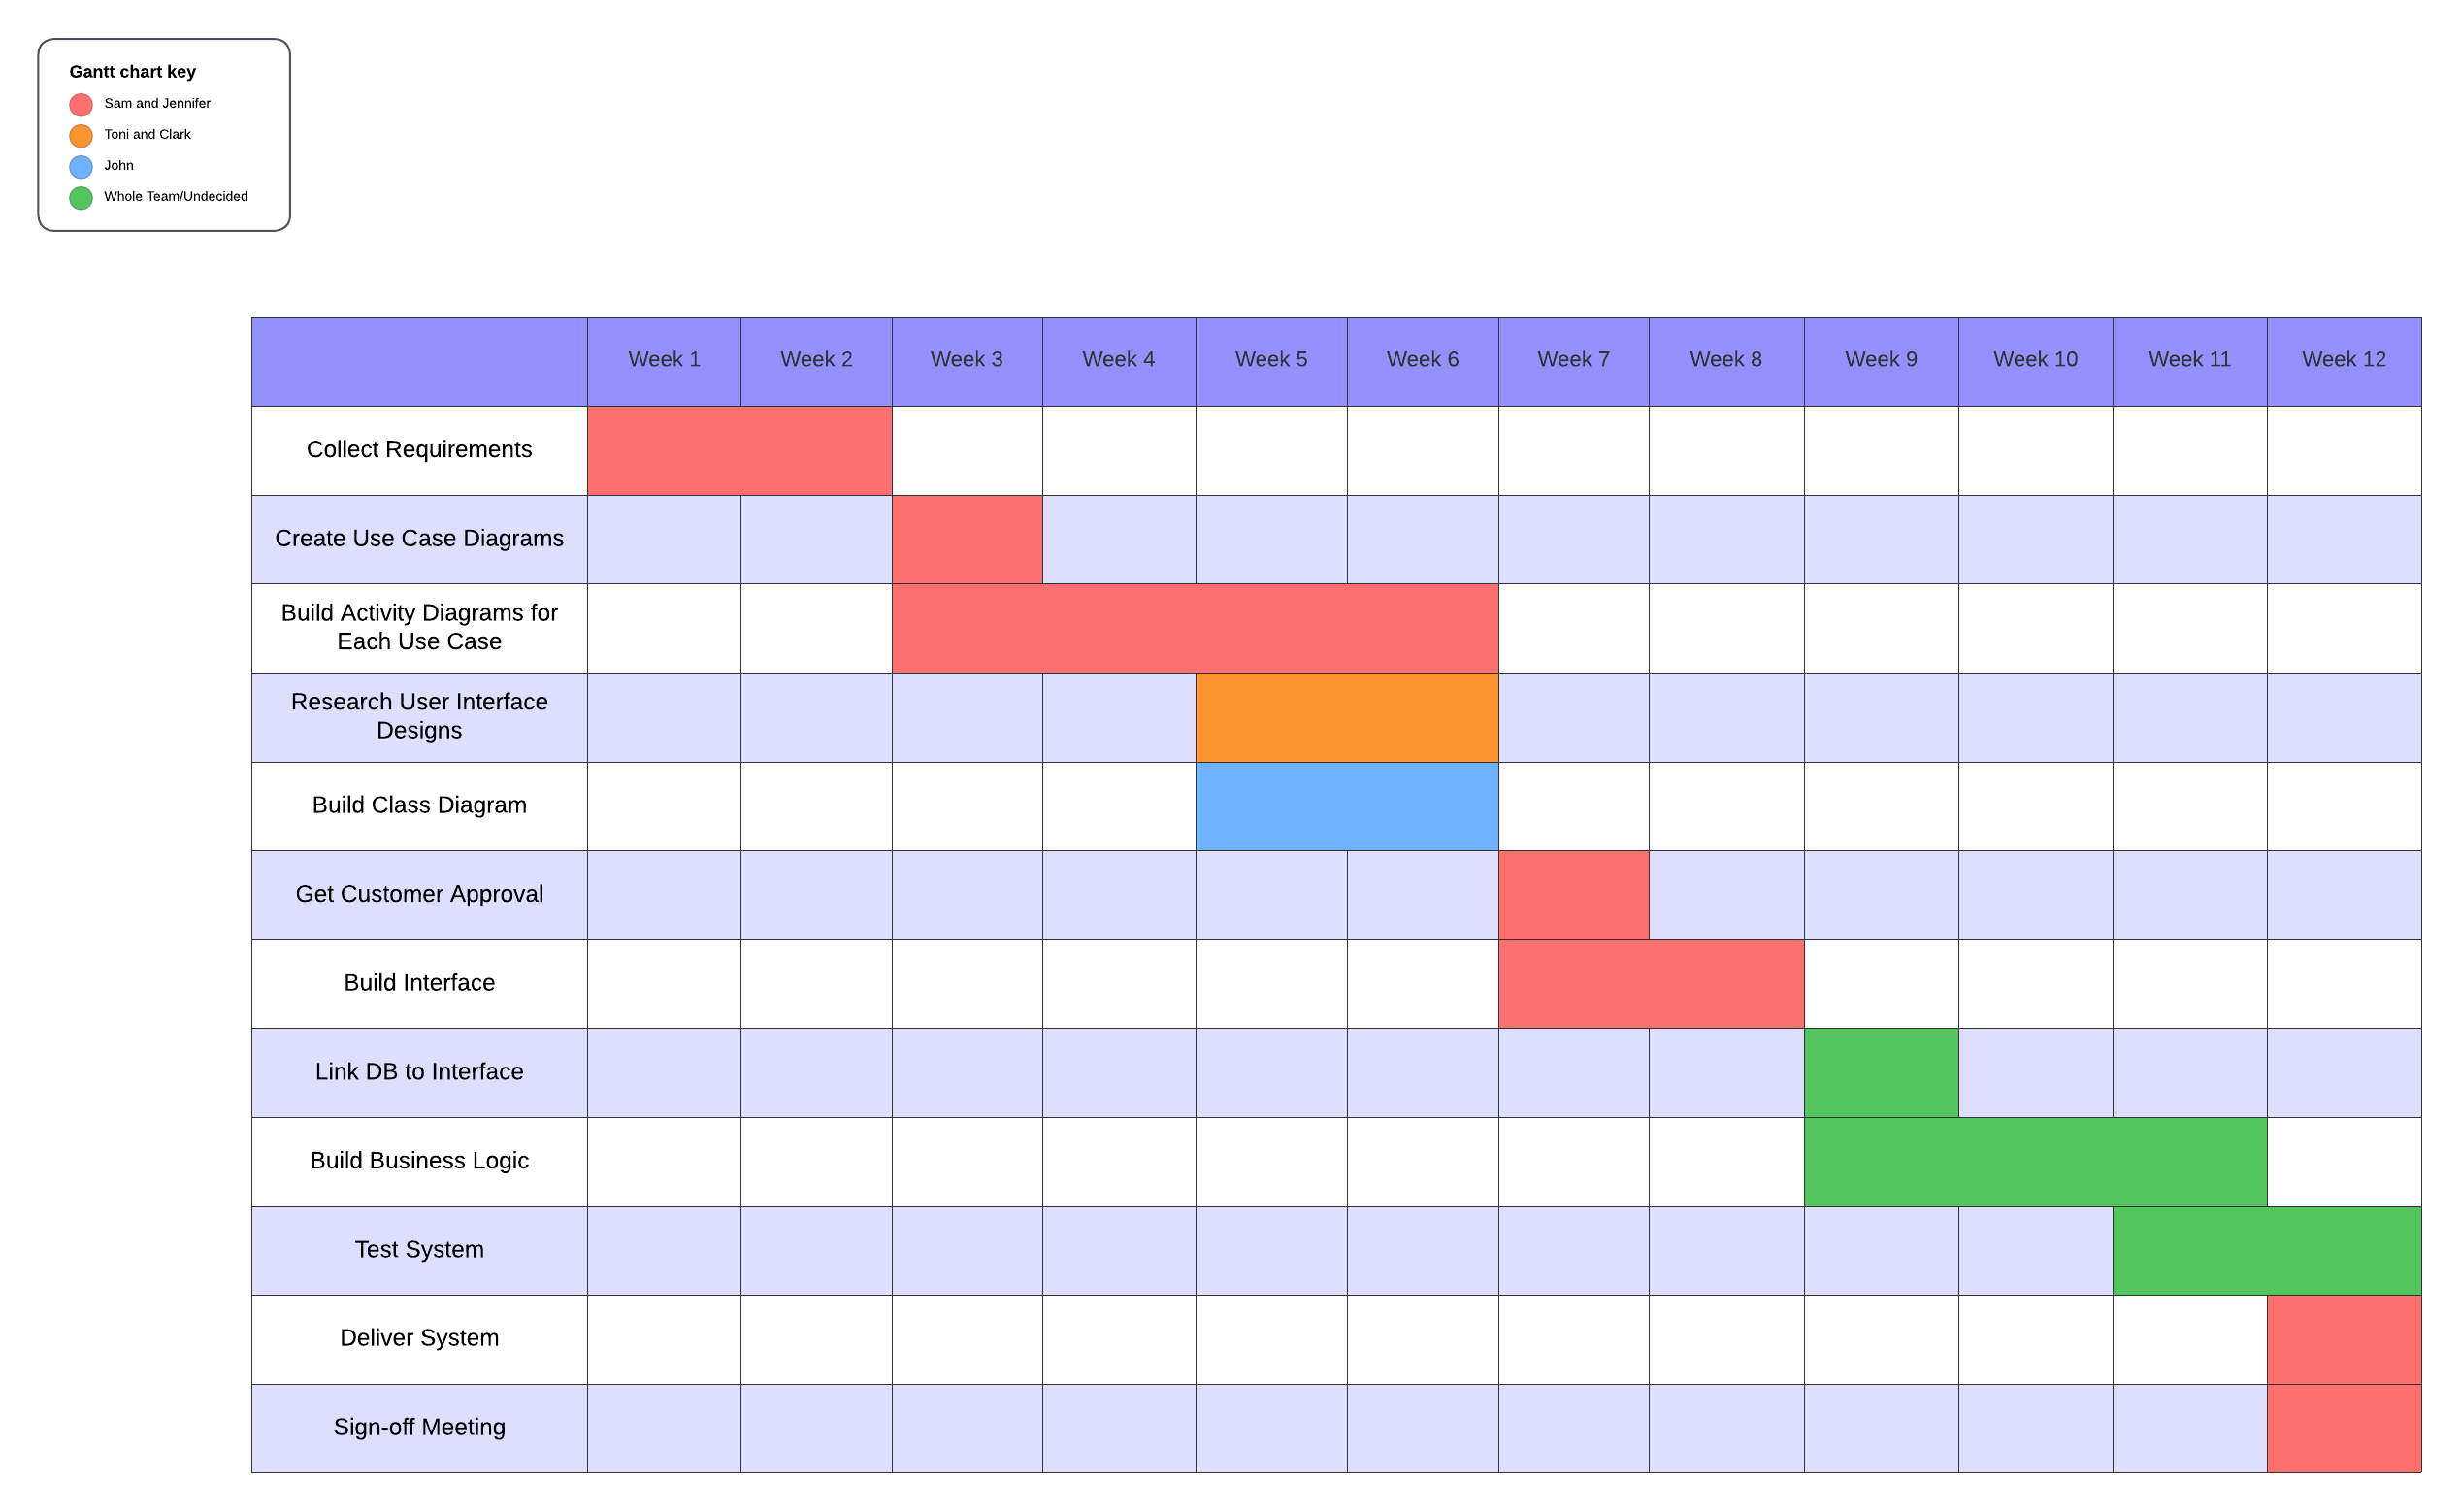 Gantt chart key
Sam and Jennifer
Toni and Clark
John
Whole Team/Undecided
Week 1
Week 2
Week 3
Week 4
Week 5
Week 6
Week 7
Week 8
Week 9
Week 10
Week 11
Week 12
Collect Requirements
Create Use Case Diagrams
Build Activity Diagrams for
Each Use Case
Research User Interface
Designs
Build Class Diagram
Get Customer Approval
Build Interface
Link DB to Interface
Build Business Logic
Test System
Deliver System
Sign-off Meeting